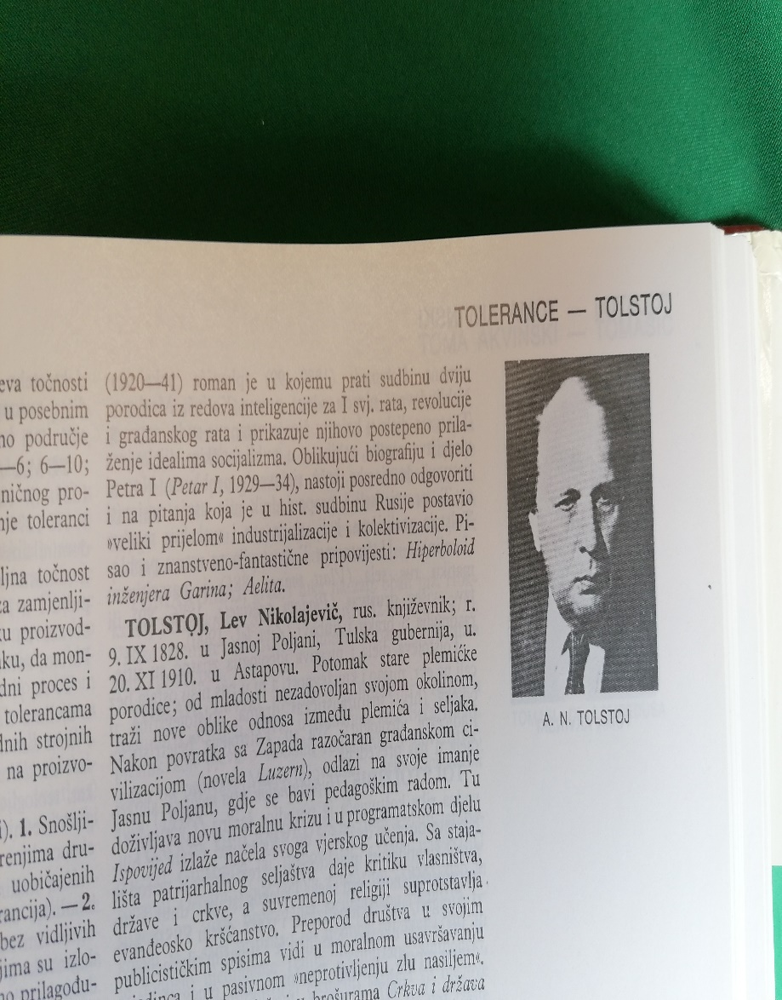 TOLERANCE — TOLSTOJ
eva točnosti
u posebnim
no područje
—6; 6—10;
ničnog pro-
nje toleranci
ljna točnost
za zamjenlji-
ku proizvod-
ku, da mon-
dni proces i
tolerancama
dnih strojnih
na proizvo-
i). 1. Snošlji-
renjima dru-
uobičajenih
rancija). — 2.
bez vidljivih
jima su izlo-
no prilagođu-
(1920—41) roman je u kojemu prati sudbinu dviju
porodica iz redova inteligencije za I svj. rata, revolucije
i građanskog rata i prikazuje njihovo postepeno prila-
ženje idealima socijalizma. Oblikujući biografiju i djelo
Petra I (Petar I, 1929—34), nastoji posredno odgovoriti
i na pitanja koja je u hist. sudbinu Rusije postavio
»veliki prijelom« industrijalizacije i kolektivizacije. Pi-
sao i znanstveno-fantastične pripovijesti: Hiperboloid
inženjera Garina; Aelita.
TOLSTOJ, Lev Nikolajevič, rus. književnik; r.
9. IX 1828. u Jasnoj Poljani, Tulska gubernija, u.
20. XI 1910. u Astapovu. Potomak stare plemićke
porodice; od mladosti nezadovoljan svojom okolinom,
traži nove oblike odnosa između plemića i seljaka.
Nakon povratka sa Zapada razočaran građanskom ci-
vilizacijom (novela Luzern), odlazi na svoje imanje
Jasnu Poljanu, gdje se bavi pedagoškim radom. Tu
doživljava novu moralnu krizu i u programatskom djelu
Ispovijed izlaže načela svoga vjerskog učenja. Sa staja-
lišta patrijarhalnog seljaštva daje kritiku vlasništva,
države i crkve, a suvremenoj religiji suprotstavlja
evanđeosko kršćanstvo. Preporod društva u svojim
publicističkim spisima vidi u moralnom usavršavanju
i u pasivnom »neprotivljenju zlu nasiljem«.
brošurama Crkva i država
A. N. TOLSTOJ